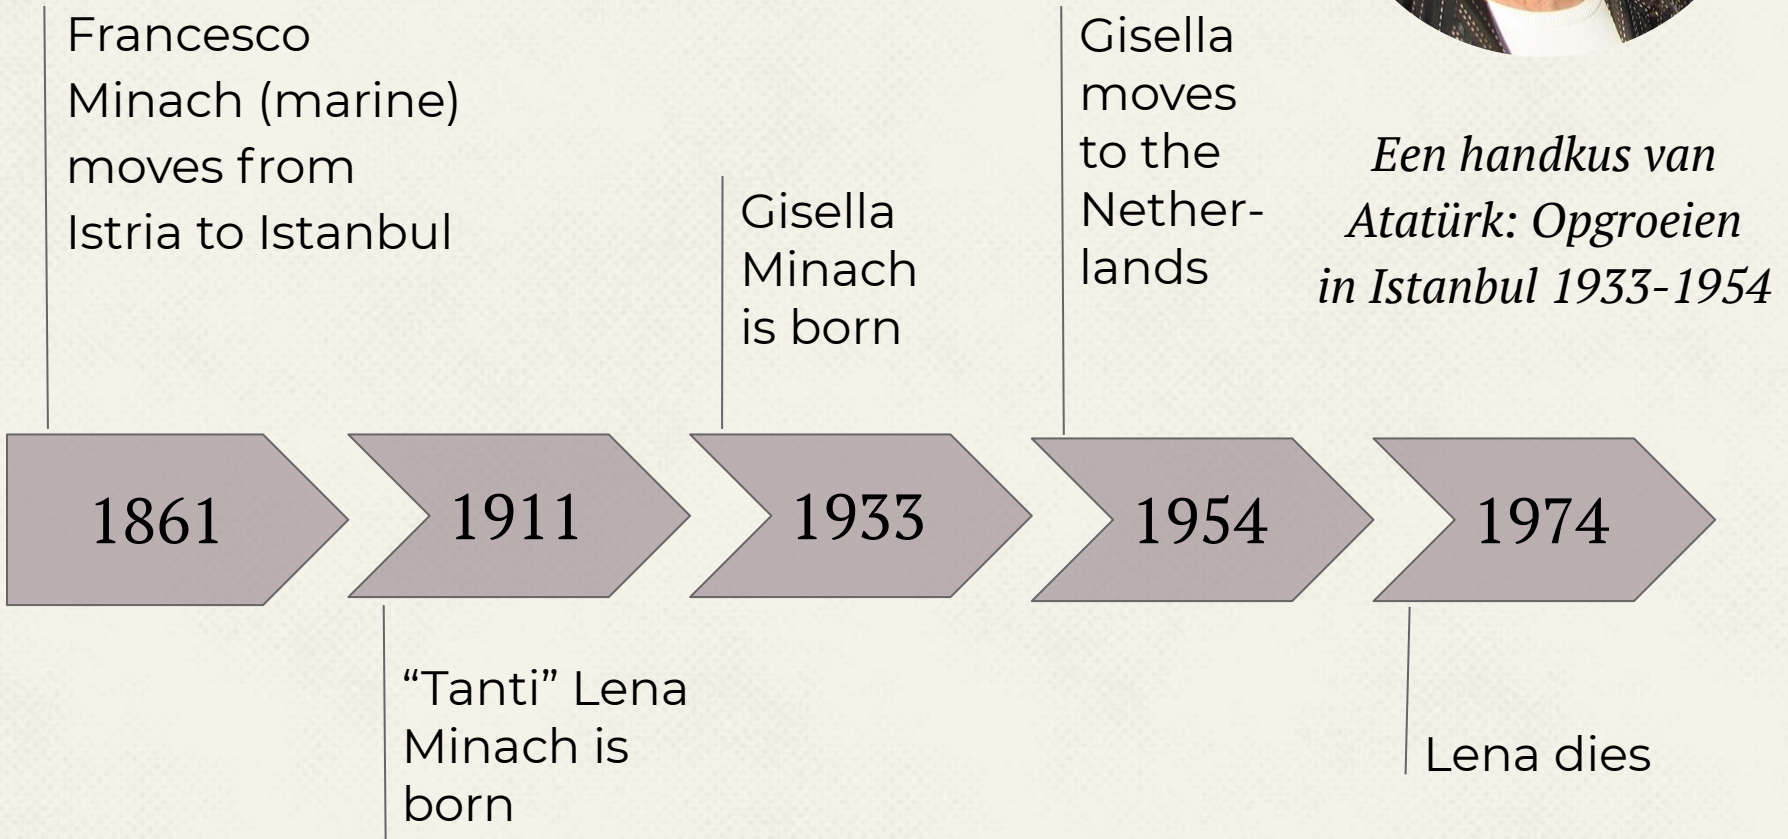 Francesco
Minach (marine)
moves from
Istria to Istanbul
Gisella
Minach
is born
Gisella
moves
to the
Nether-
lands
Een handkus van
Atatürk: Opgroeien
in Istanbul 1933-1954
1861
1911
1933
1954
1974
“Tanti” Lena
Minach is
born
Lena dies